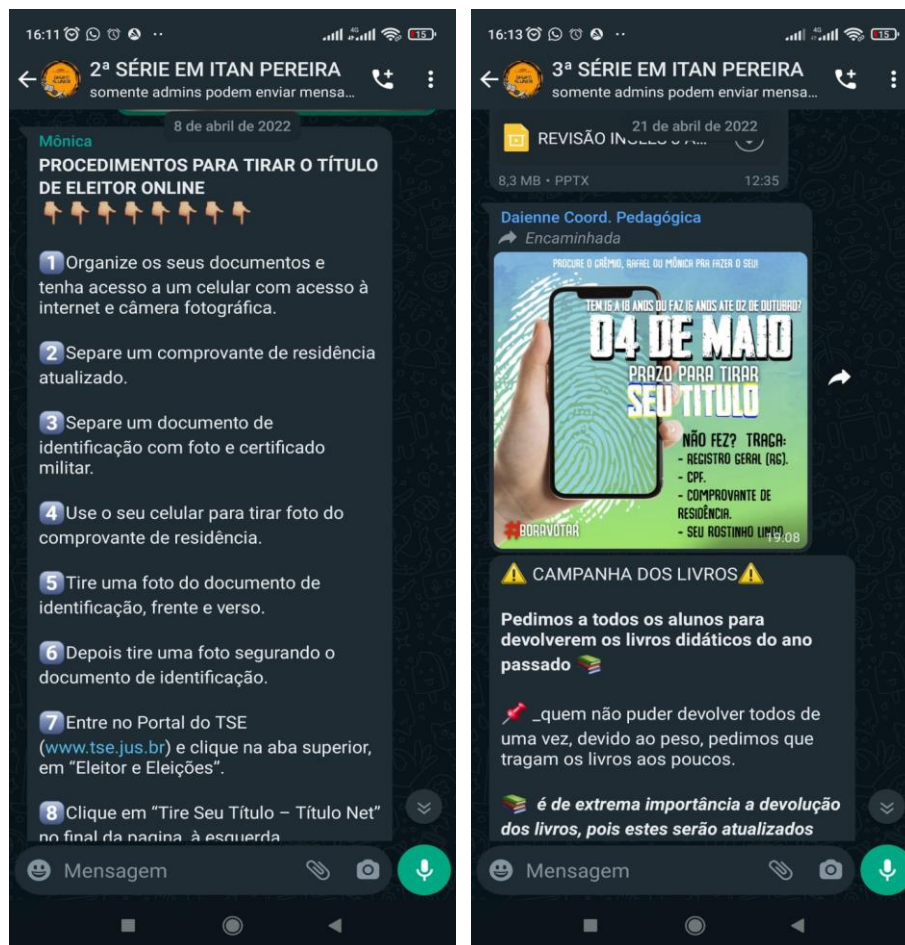 16:11
4G
15
2ª SÉRIE EM ITAN PEREIRA
somente admins podem enviar mensa...
8 de abril de 2022
Mônica
PROCEDIMENTOS PARA TIRAR O TÍTULO
DE ELEITOR ONLINE
👇🏼👇🏼👇🏼👇🏼👇🏼👇🏼👇🏼👇🏼
1️⃣Organize os seus documentos e
tenha acesso a um celular com acesso à
internet e câmera fotográfica.
2️⃣Separe um comprovante de residência
atualizado.
3️⃣Separe um documento de
identificação com foto e certificado
militar.
4️⃣Use o seu celular para tirar foto do
comprovante de residência.
5️⃣Tire uma foto do documento de
identificação, frente e verso.
6️⃣Depois tire uma foto segurando o
documento de identificação.
7️⃣Entre no Portal do TSE
(www.tse.jus.br) e clique na aba superior,
em “Eleitor e Eleições”.
8️⃣Clique em “Tire Seu Título – Título Net”
no final da pagina, à esquerda
Mensagem
16:13
4G
15
3ª SÉRIE EM ITAN PEREIRA
somente admins podem enviar mensa...
21 de abril de 2022
REVISÃO
8,3 MB • PPTX
12:35
Daienne Coord. Pedagógica
Encaminhada
PROCURE O GRÊMIO, RAFAEL OU MÔNICA PRA FAZER O SEU!
TEM 16 A 18 ANOS OU FAZ 16 ANOS ATE 02 DE OUTUBRO?
04 DE MAIO
PRAZO PARA TIRAR
SEU TITULO
NÃO FEZ? TRAGA:
- REGISTRO GERAL (RG).
- CPF.
- COMPROVANTE DE
RESIDÊNCIA.
- SEU ROSTINHO LINDO
#BORAVOTAR
19:08
⚠️ CAMPANHA DOS LIVROS⚠️
Pedimos a todos os alunos para
devolverem os livros didáticos do ano
passado 📚
📌 _quem não puder devolver todos de
uma vez, devido ao peso, pedimos que
tragam os livros aos poucos.
📚 é de extrema importância a devolução
dos livros, pois estes serão atualizados
Mensagem